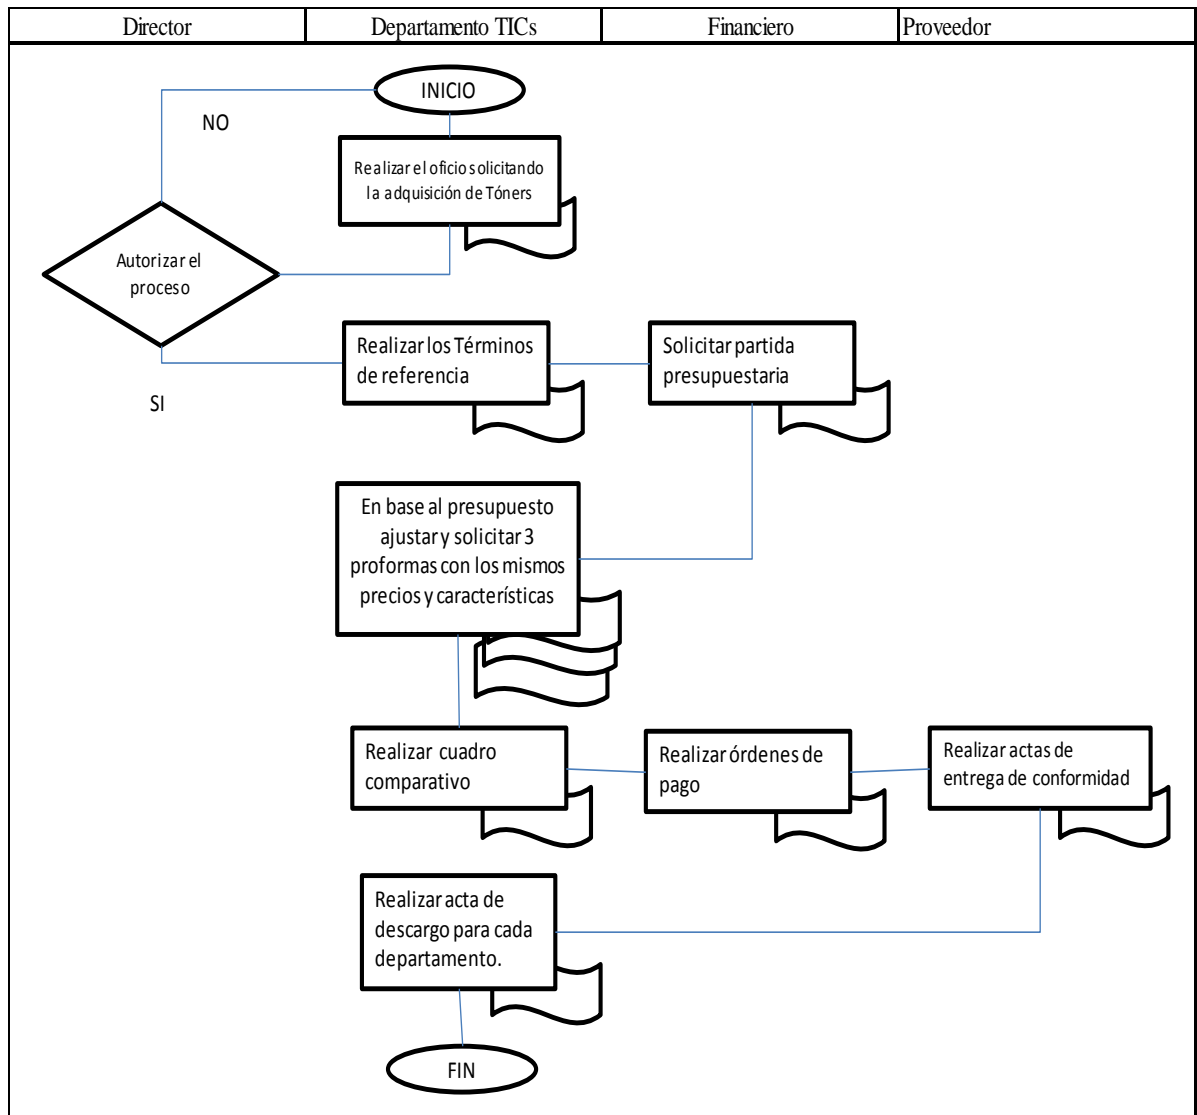 Director
Departamento TICs
Financiero
Proveedor
INICIO
NO
Realizar el oficio solicitando
la adquisición de Tóners
Autorizar el
proceso
SI
Realizar los Términos
de referencia
Solicitar partida
presupuestaria
En base al presupuesto
ajustar y solicitar 3
proformas con los mismos
precios y características
Realizar cuadro
comparativo
Realizar órdenes de
pago
Realizar actas de
entrega de conformidad
Realizar acta de
descargo para cada
departamento.
FIN